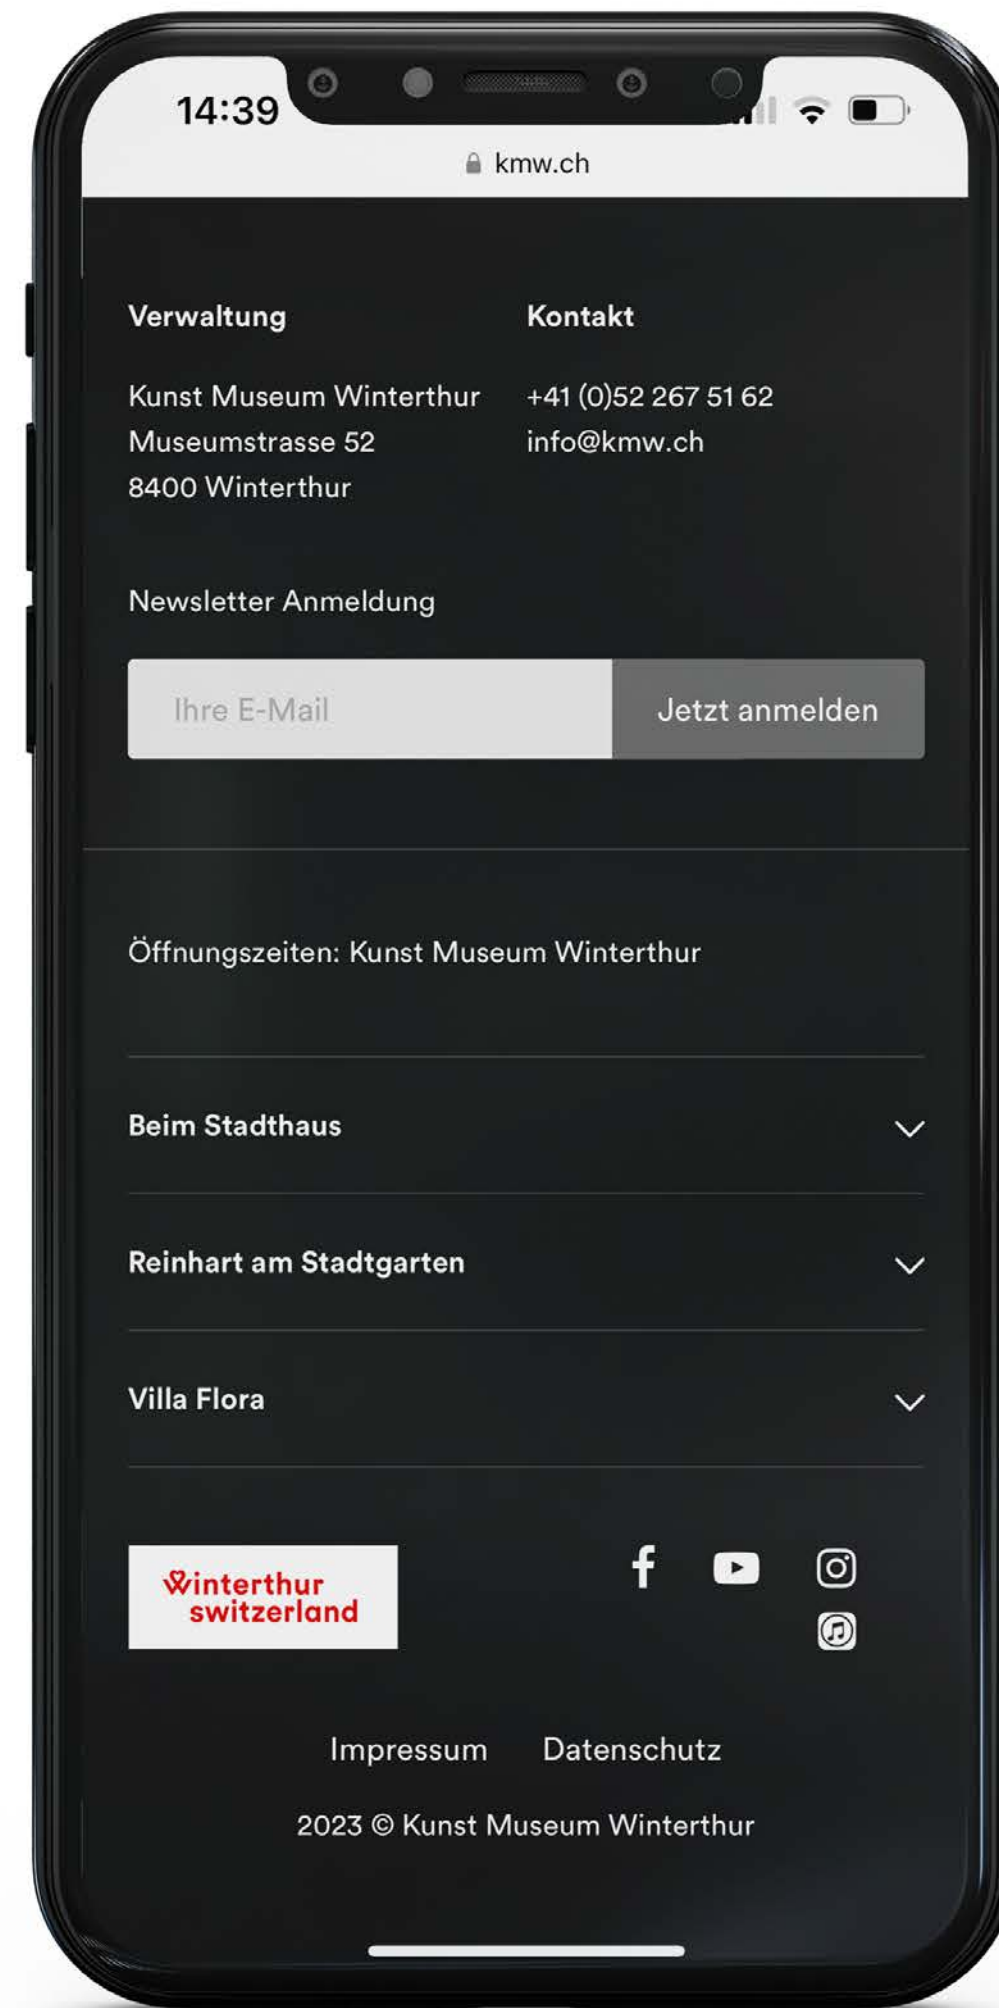 14:39
kmw.ch
Verwaltung
Kunst Museum Winterthur
Museumstrasse 52
8400 Winterthur
Kontakt
+41 (0)52 267 51 62
info@kmw.ch
Newsletter Anmeldung
Ihre E-Mail
Jetzt anmelden
Öffnungszeiten: Kunst Museum Winterthur
Beim Stadthaus
Reinhart am Stadtgarten
Villa Flora
Winterthur
switzerland
Impressum Datenschutz
2023 © Kunst Museum Winterthur